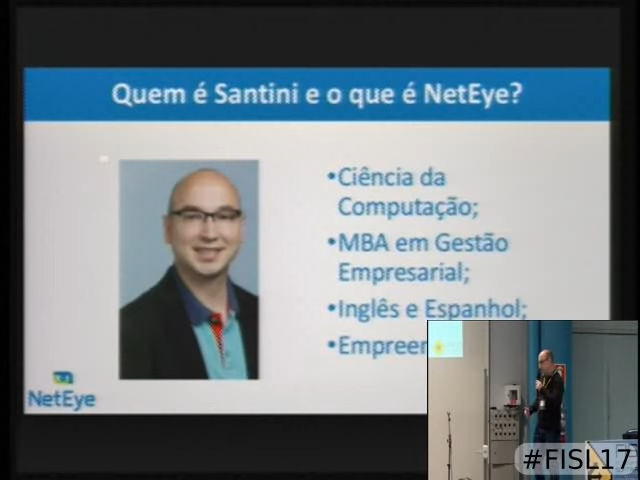 Quem é Santini e o que é NetEye?
•Ciência da
Computação;
•MBA em Gestão
Empresarial;
•Inglês e Espanhol;
NetEye
#FISL17